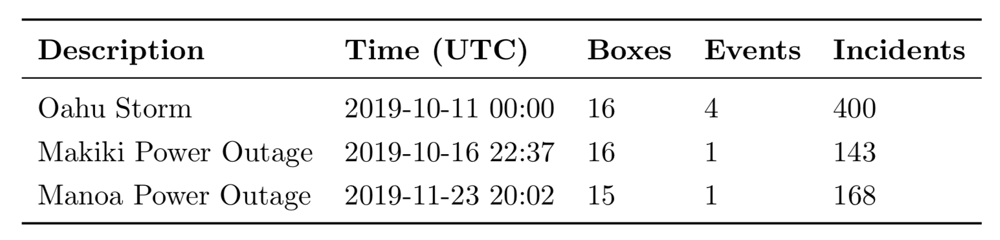 Description Time (UTC) Boxes Events Incidents
Oahu Storm 2019-10-11 00:00 16 4 400
Makiki Power Outage 2019-10-16 22:37 16 1 143
Manoa Power Outage 2019-11-23 20:02 15 1 168